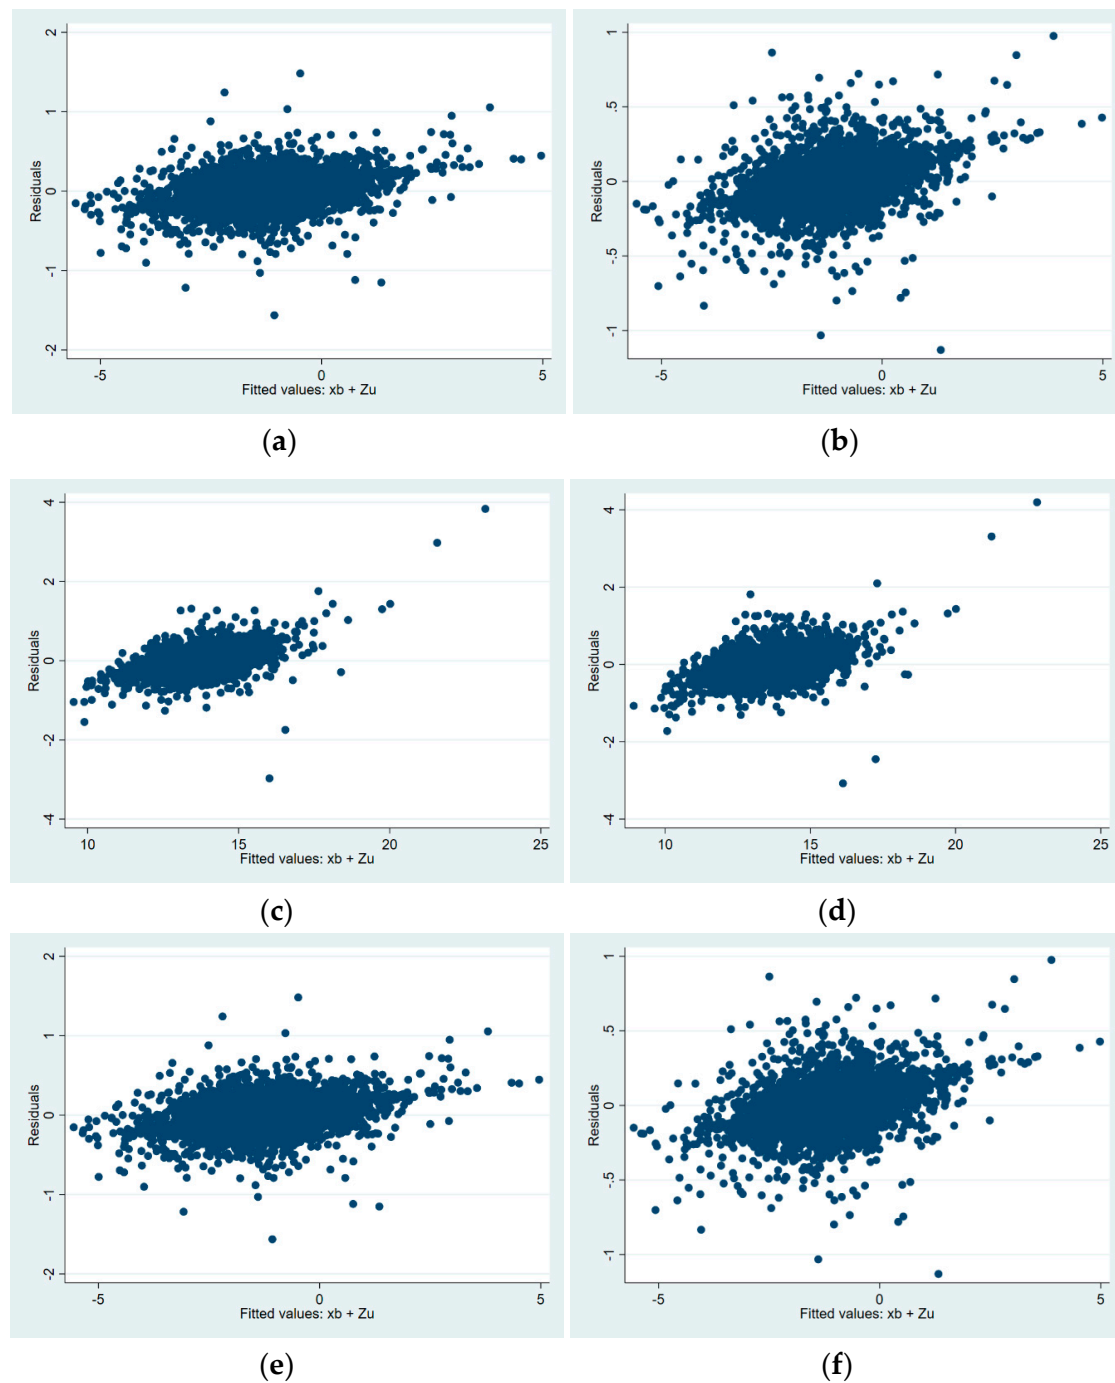 2
1
0
-1
-2
Residuals
-5 0 5
Fitted values: xb + Zu
(a)
1
.5
0
-.5
-1
Residuals
-5 0 5
Fitted values: xb + Zu
(b)
4
2
0
-2
-4
Residuals
10 15 20 25
Fitted values: xb + Zu
(c)
4
2
0
-2
-4
Residuals
10 15 20 25
Fitted values: xb + Zu
(d)
2
1
0
-1
-2
Residuals
-5 0 5
Fitted values: xb + Zu
(e)
1
.5
0
-.5
-1
Residuals
-5 0 5
Fitted values: xb + Zu
(f)